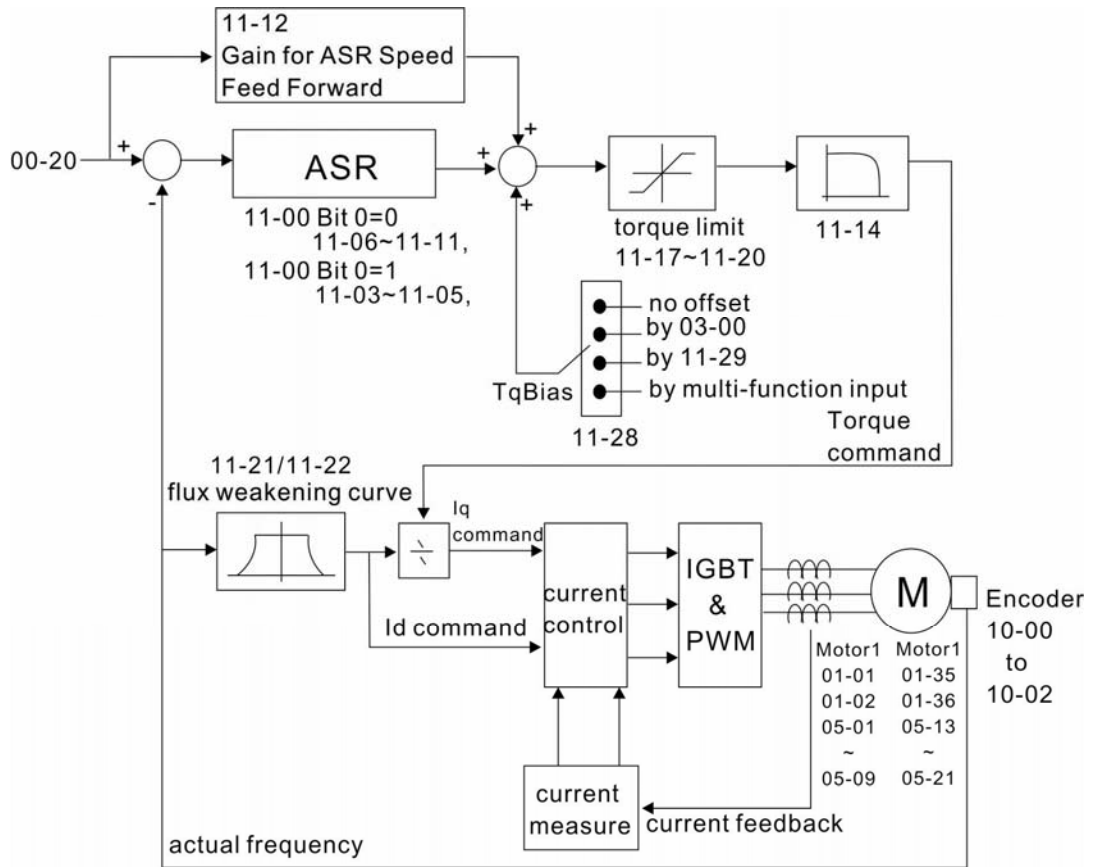 11-12
Gain for ASR Speed
Feed Forward
+
+
00-20
+
-
ASR
+
+
11-00 Bit 0=0
11-06~11-11,
11-00 Bit 0=1
11-03~11-05,
torque limit
11-17~11-20
11-14
no offset
by 03-00
by 11-29
by multi-function input
TqBias
11-28
Torque
command
11-21/11-22
flux weakening curve
Iq
command
Id command
current
control
IGBT
&
PWM
M
Encoder
10-00
to
10-02
Motor1
01-01
01-02
05-01
~
05-09
Motor1
01-35
01-36
05-13
~
05-21
current
measure
current feedback
actual frequency